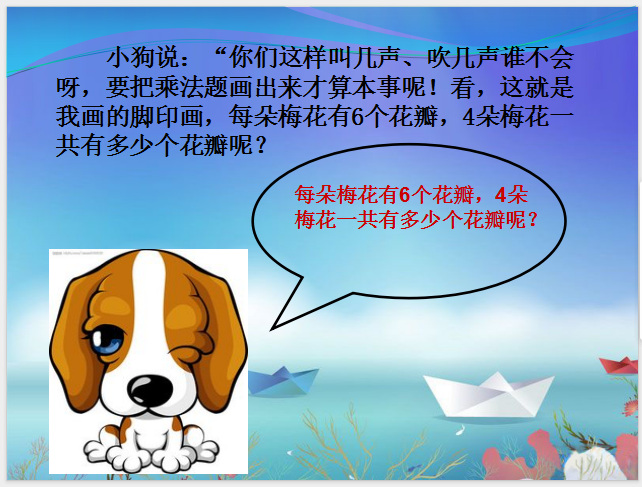 小狗说：“你们这样叫几声、吹几声谁不会
呀，要把乘法题画出来才算本事呢！看，这就是
我画的脚印画，每朵梅花有6个花瓣，4朵梅花一
共有多少个花瓣呢？
每朵梅花有6个花瓣，4朵
梅花一共有多少个花瓣呢？